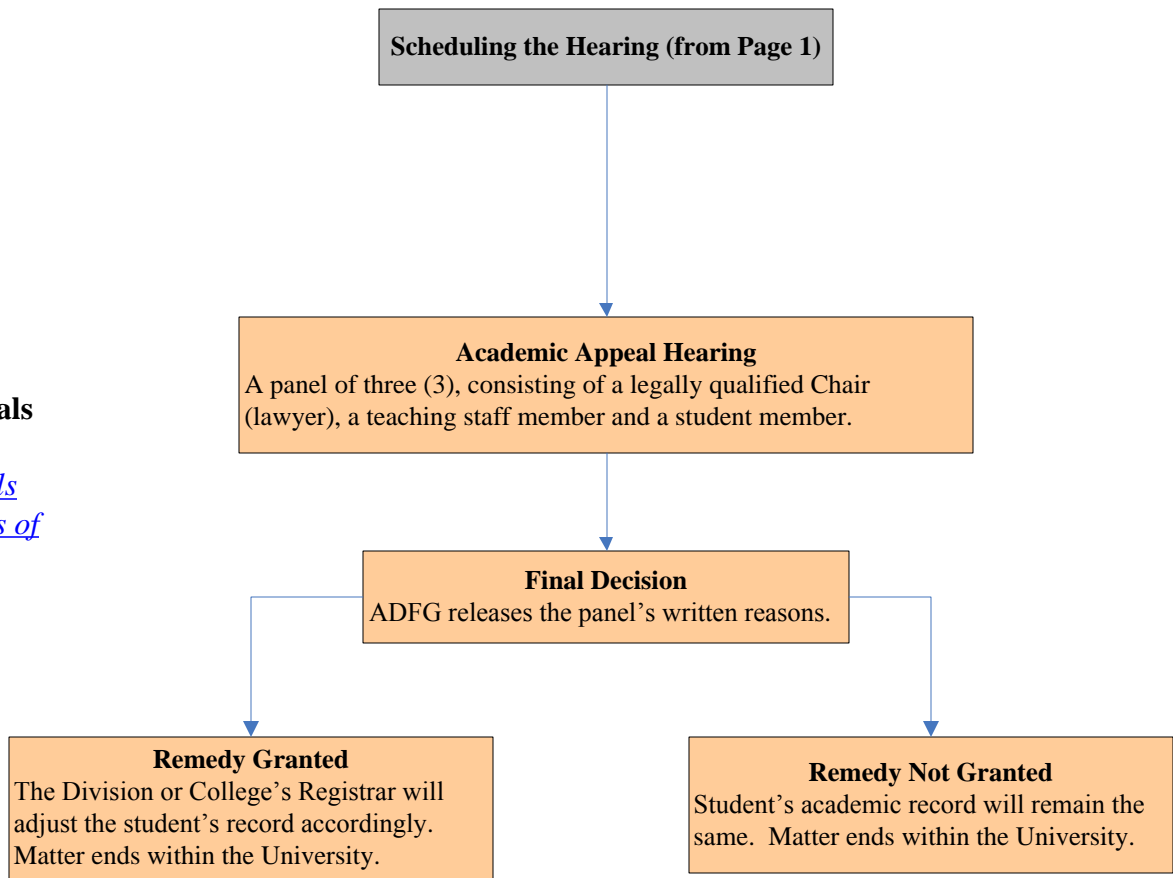 Scheduling the Hearing (from Page 1)
Academic Appeal Hearing
A panel of three (3), consisting of a legally qualified Chair
(lawyer), a teaching staff member and a student member.
als
ls
s of
Final Decision
ADFG releases the panel's written reasons.
Remedy Granted
The Division or College's Registrar will
adjust the student's record accordingly.
Matter ends within the University.
Remedy Not Granted
Student's academic record will remain the
same.  Matter ends within the University.